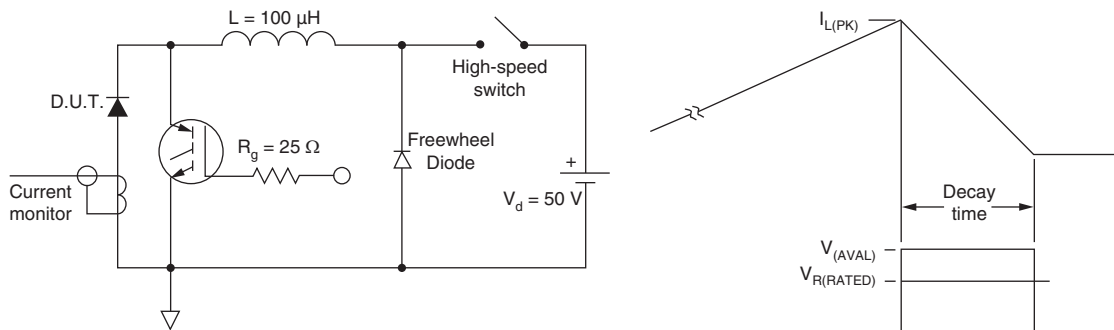 L = 100 µH
D.U.T.
High-speed
switch
R_g = 25 Ω
Freewheel
Diode
Current
monitor
+
V_d = 50 V
I_L(PK)
Decay
time
V_(AVAL)
V_R(RATED)